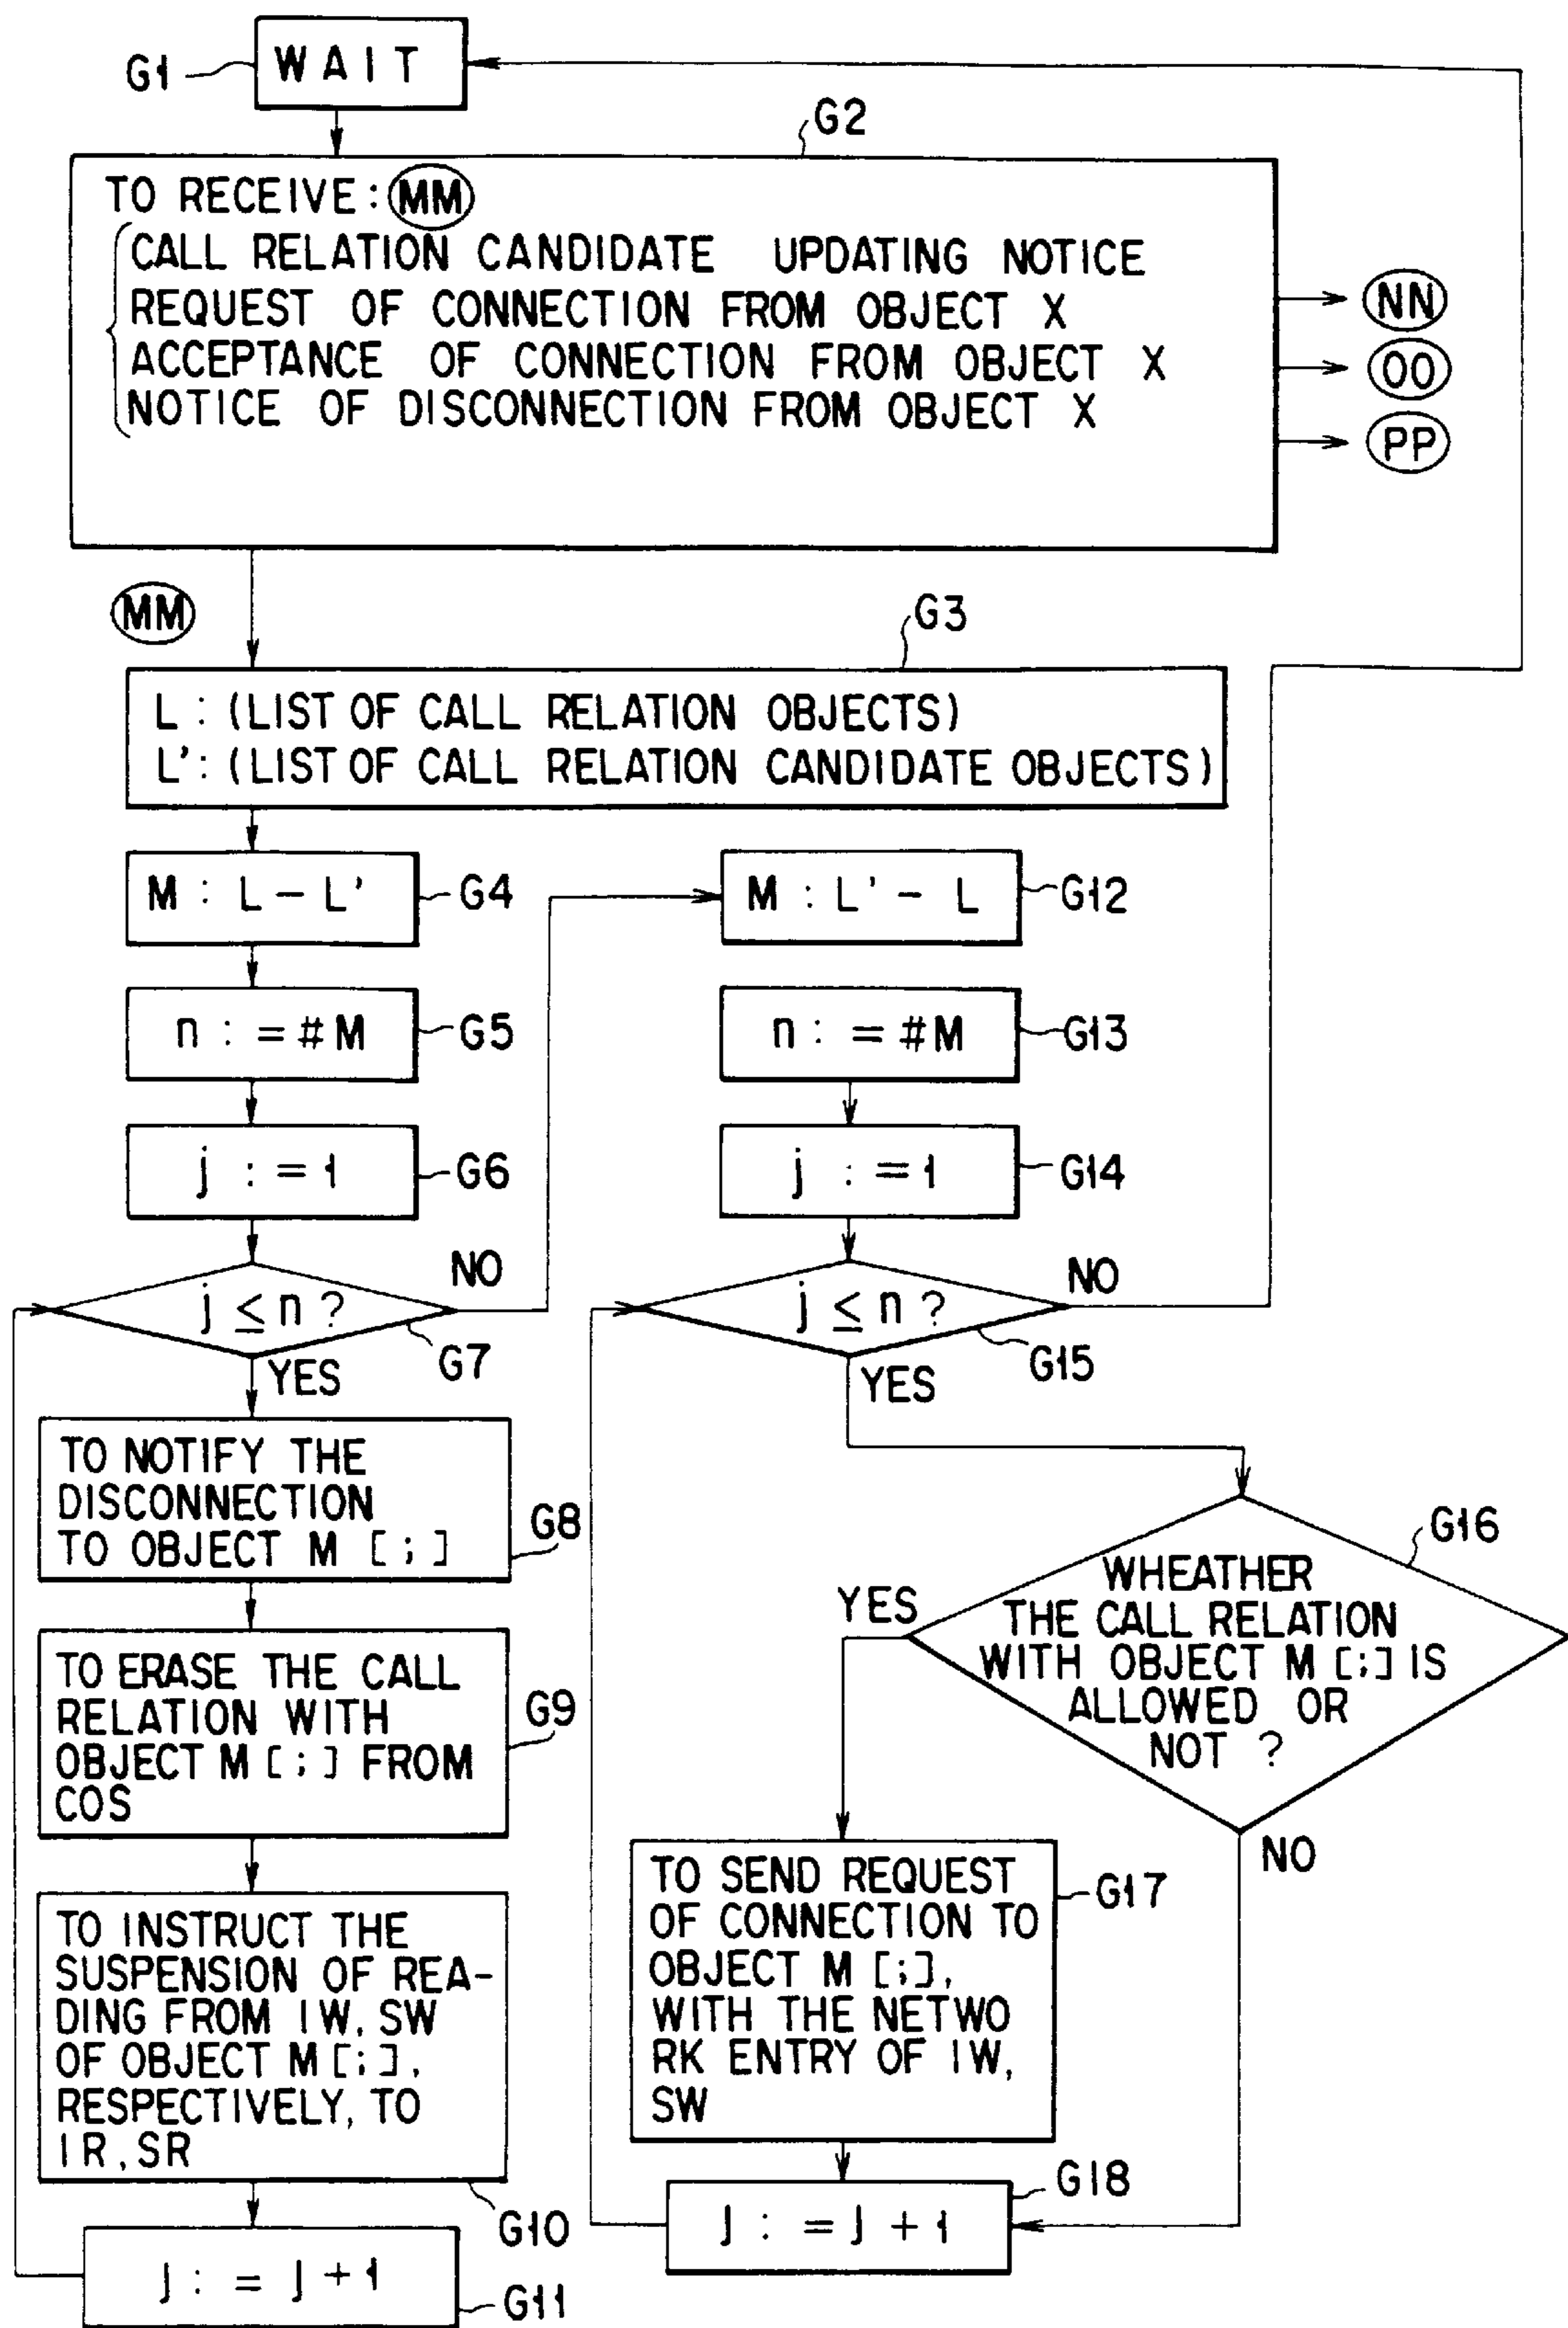 G1
WAIT
G2
TO RECEIVE: MM
CALL RELATION CANDIDATE UPDATING NOTICE
REQUEST OF CONNECTION FROM OBJECT X
ACCEPTANCE OF CONNECTION FROM OBJECT X
NOTICE OF DISCONNECTION FROM OBJECT X
NN
OO
PP
MM
G3
L : (LIST OF CALL RELATION OBJECTS)
L': (LIST OF CALL RELATION CANDIDATE OBJECTS)
M : L - L'
G4
n := #M
G5
j := 1
G6
j ≤ n ?
NO
G7
YES
TO NOTIFY THE
DISCONNECTION
TO OBJECT M [;]
G8
TO ERASE THE CALL
RELATION WITH
OBJECT M [;] FROM
COS
G9
TO INSTRUCT THE
SUSPENSION OF REA-
DING FROM IW, SW
OF OBJECT M [;],
RESPECTIVELY, TO
IR, SR
G10
j := j + 1
G11
M : L' - L
G12
n := #M
G13
j := 1
G14
j ≤ n ?
NO
G15
YES
G16
WHEATHER
THE CALL RELATION
WITH OBJECT M [;] IS
ALLOWED OR
NOT ?
YES
NO
TO SEND REQUEST
OF CONNECTION TO
OBJECT M [;],
WITH THE NETWO
RK ENTRY OF IW,
SW
G17
j := j + 1
G18